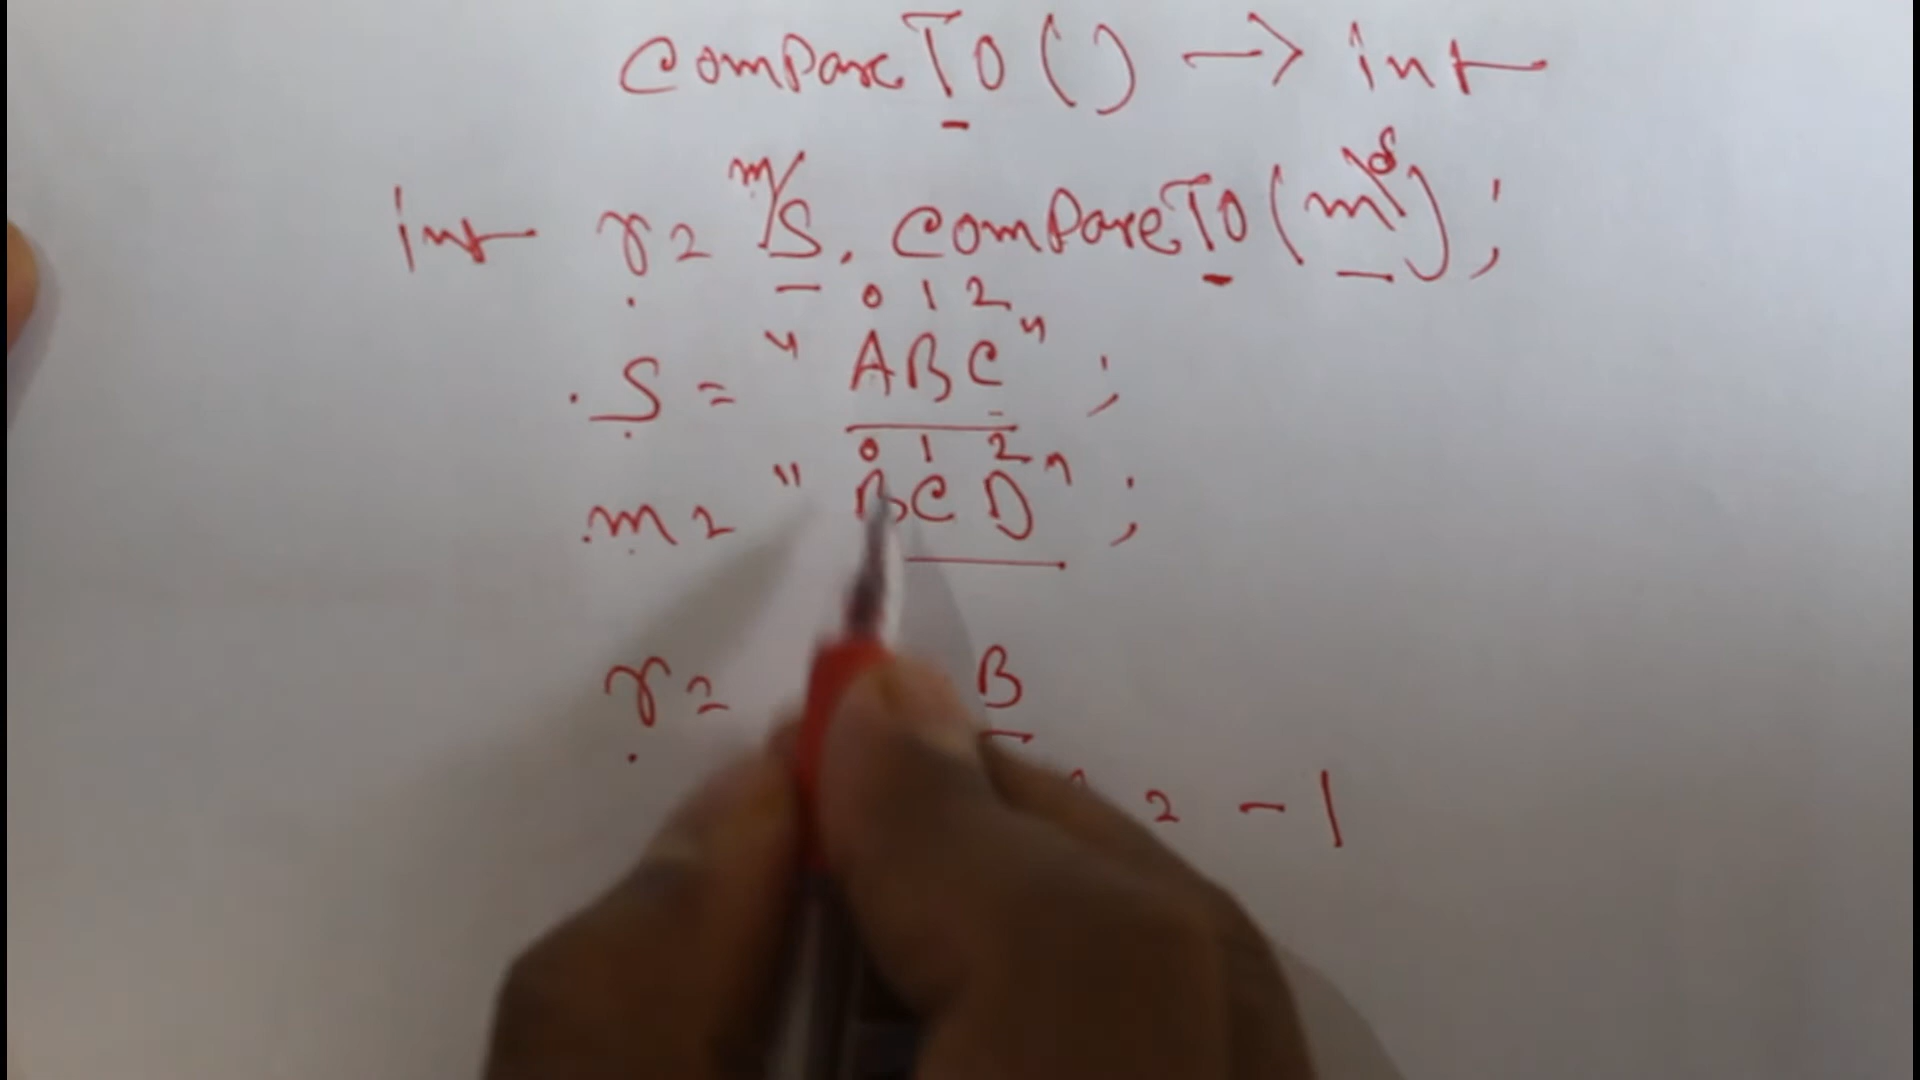 compareTo() → int
int r = m/s. compareTo(m/s);
0 1 2
S = "ABC";
0 1 2
m = "BCD";
r = B
= -1